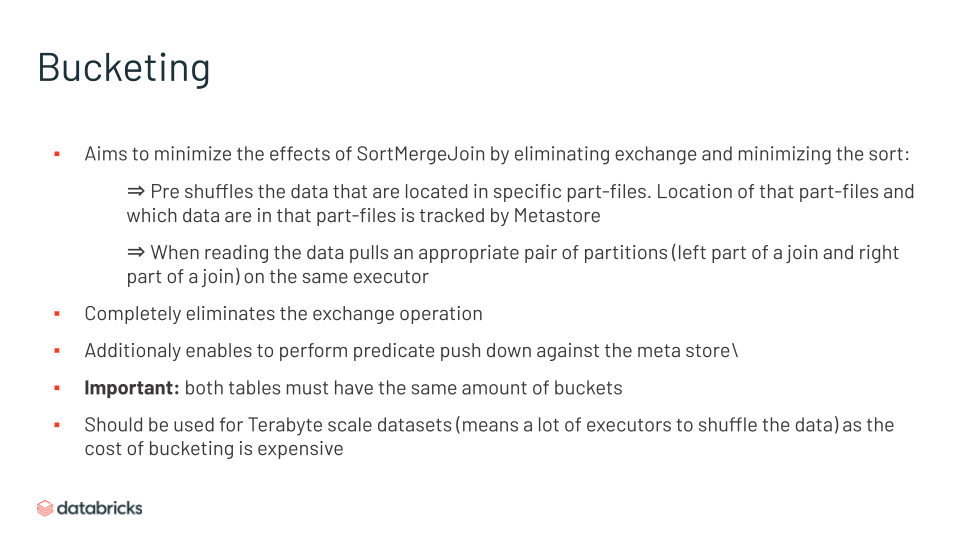 Bucketing
▪ Aims to minimize the effects of SortMergeJoin by eliminating exchange and minimizing the sort:
⇒ Pre shuffles the data that are located in specific part-files. Location of that part-files and
which data are in that part-files is tracked by Metastore
⇒ When reading the data pulls an appropriate pair of partitions (left part of a join and right
part of a join) on the same executor
▪ Completely eliminates the exchange operation
▪ Additionaly enables to perform predicate push down against the meta store\
▪ Important: both tables must have the same amount of buckets
▪ Should be used for Terabyte scale datasets (means a lot of executors to shuffle the data) as the
cost of bucketing is expensive
databricks